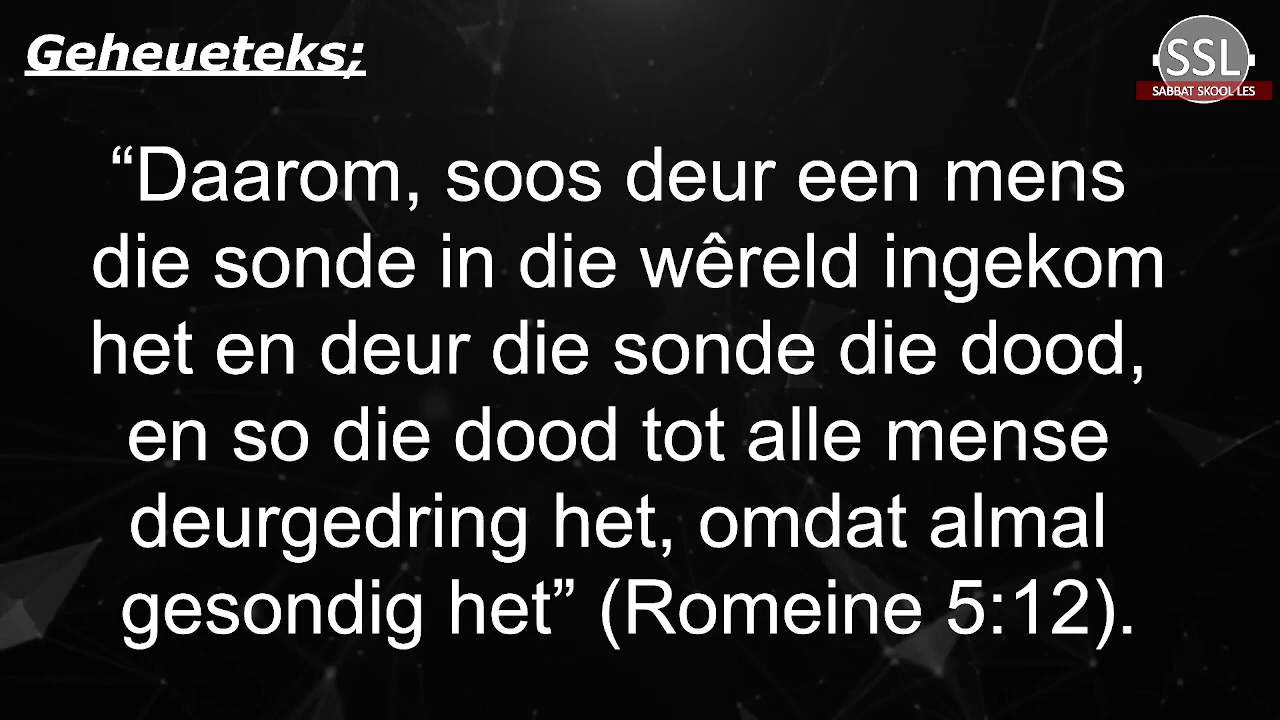 Geheueteks;
SSL
SABBAT SKOOL LES
“Daarom, soos deur een mens
die sonde in die wêreld ingekom
het en deur die sonde die dood,
en so die dood tot alle mense
deurgedring het, omdat almal
gesondig het” (Romeine 5:12).